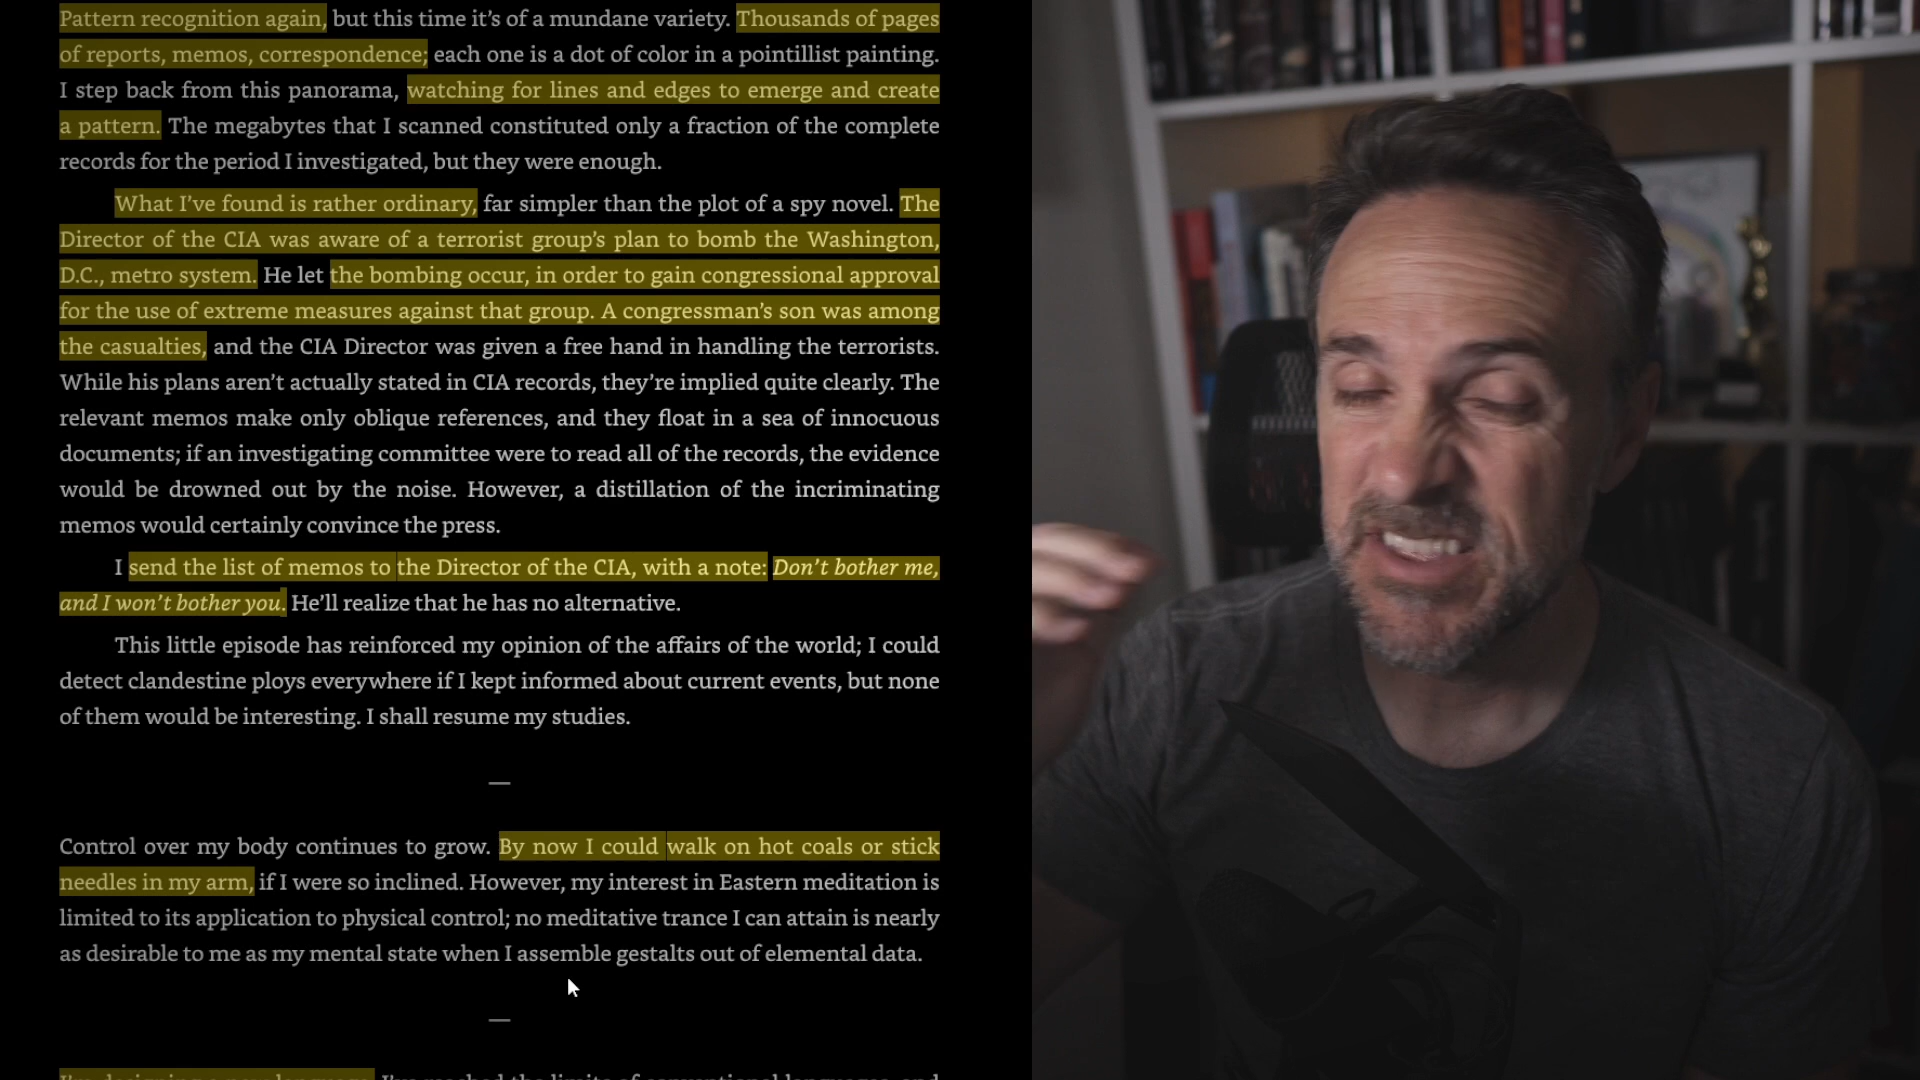 Pattern recognition again, but this time it’s of a mundane variety. Thousands of pages
of reports, memos, correspondence; each one is a dot of color in a pointillist painting.
I step back from this panorama, watching for lines and edges to emerge and create
a pattern. The megabytes that I scanned constituted only a fraction of the complete
records for the period I investigated, but they were enough.
What I’ve found is rather ordinary, far simpler than the plot of a spy novel. The
Director of the CIA was aware of a terrorist group’s plan to bomb the Washington,
D.C., metro system. He let the bombing occur, in order to gain congressional approval
for the use of extreme measures against that group. A congressman’s son was among
the casualties, and the CIA Director was given a free hand in handling the terrorists.
While his plans aren’t actually stated in CIA records, they’re implied quite clearly. The
relevant memos make only oblique references, and they float in a sea of innocuous
documents; if an investigating committee were to read all of the records, the evidence
would be drowned out by the noise. However, a distillation of the incriminating
memos would certainly convince the press.
I send the list of memos to the Director of the CIA, with a note: Don’t bother me,
and I won’t bother you. He’ll realize that he has no alternative.
This little episode has reinforced my opinion of the affairs of the world; I could
detect clandestine ploys everywhere if I kept informed about current events, but none
of them would be interesting. I shall resume my studies.
—
Control over my body continues to grow. By now I could walk on hot coals or stick
needles in my arm, if I were so inclined. However, my interest in Eastern meditation is
limited to its application to physical control; no meditative trance I can attain is nearly
as desirable to me as my mental state when I assemble gestalts out of elemental data.
—